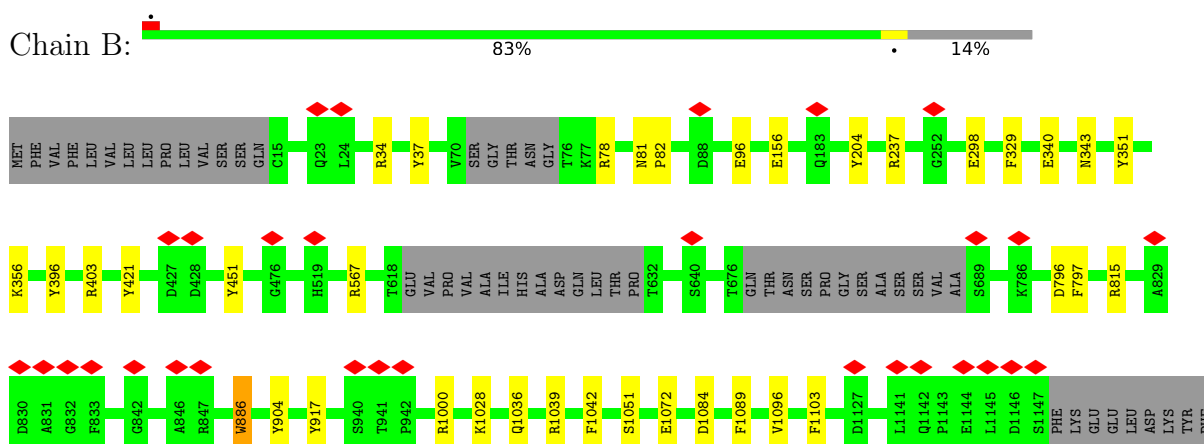 Chain B:
83% 14%
MET PHE VAL PHE LEU VAL LEU LEU PRO LEU VAL SER SER GLN C15 Q23 L24 R34 Y37 V70 SER GLY THR ASN GLY T76 K77 R78 N81 P82 D88 E96 E156 Q183 Y204 R237 G252 E298 F329 E340 N343 Y351
K356 Y396 R403 Y421 D427 D428 Y451 G476 H519 R567 T618 GLU VAL PRO VAL ALA ILE HIS ALA ASP GLN LEU THR PRO T632 S640 T676 GLN THR ASN SER PRO GLY SER ALA SER SER VAL ALA S689 K786 D796 F797 R815 A829
D830 A831 G832 F833 G842 A846 R847 W886 Y904 Y917 S940 T941 P942 R1000 K1028 Q1036 R1039 F1042 S1051 E1072 D1084 F1089 V1096 F1103 D1127 L1141 Q1142 P1143 E1144 L1145 D1146 S1147 PHE LYS GLU GLU LEU ASP LYS TYR